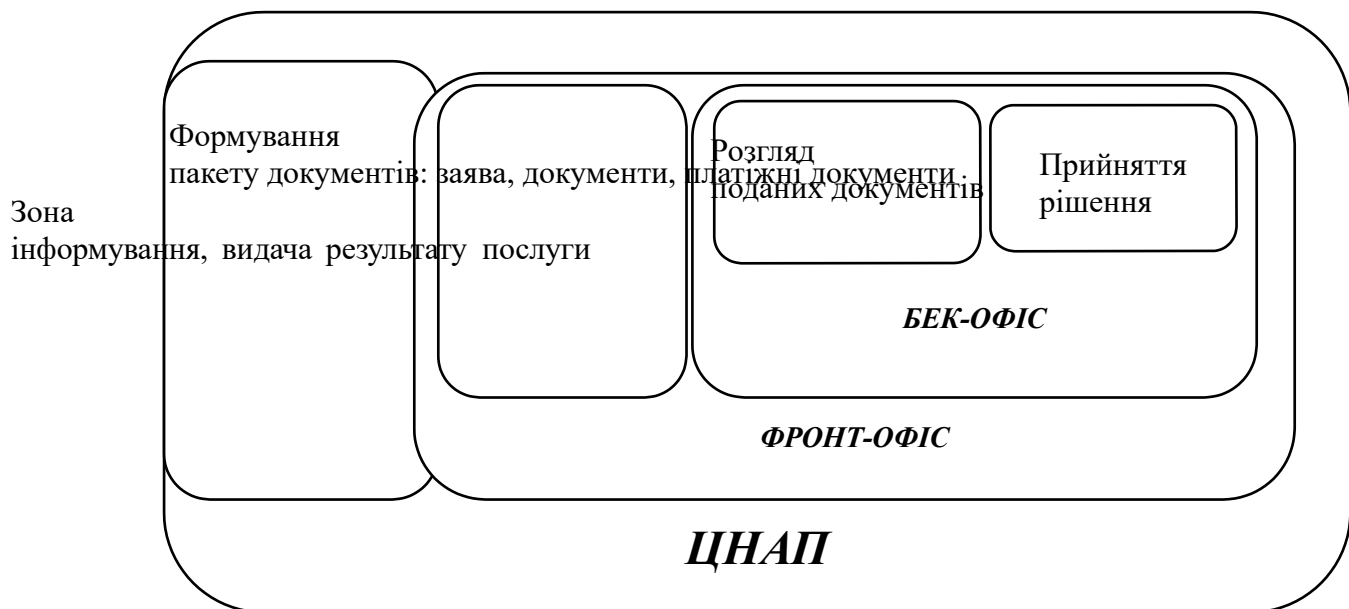 Формування
пакету документів: заява, документи, платіжні документи
Розгляд
поданих документів
Прийняття
рішення
Зона
інформування, видача результату послуги
БЕК-ОФІС
ФРОНТ-ОФІС
ЦНАП